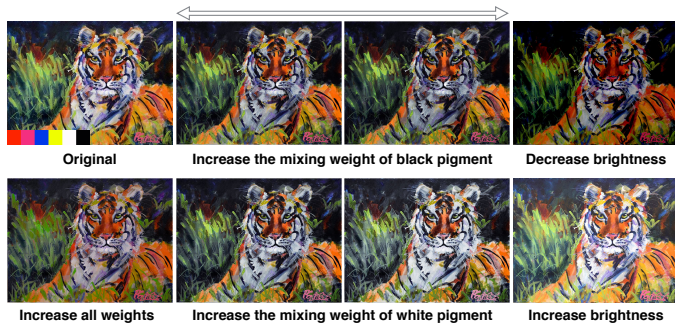 Original
Increase the mixing weight of black pigment
Decrease brightness
Increase all weights
Increase the mixing weight of white pigment
Increase brightness